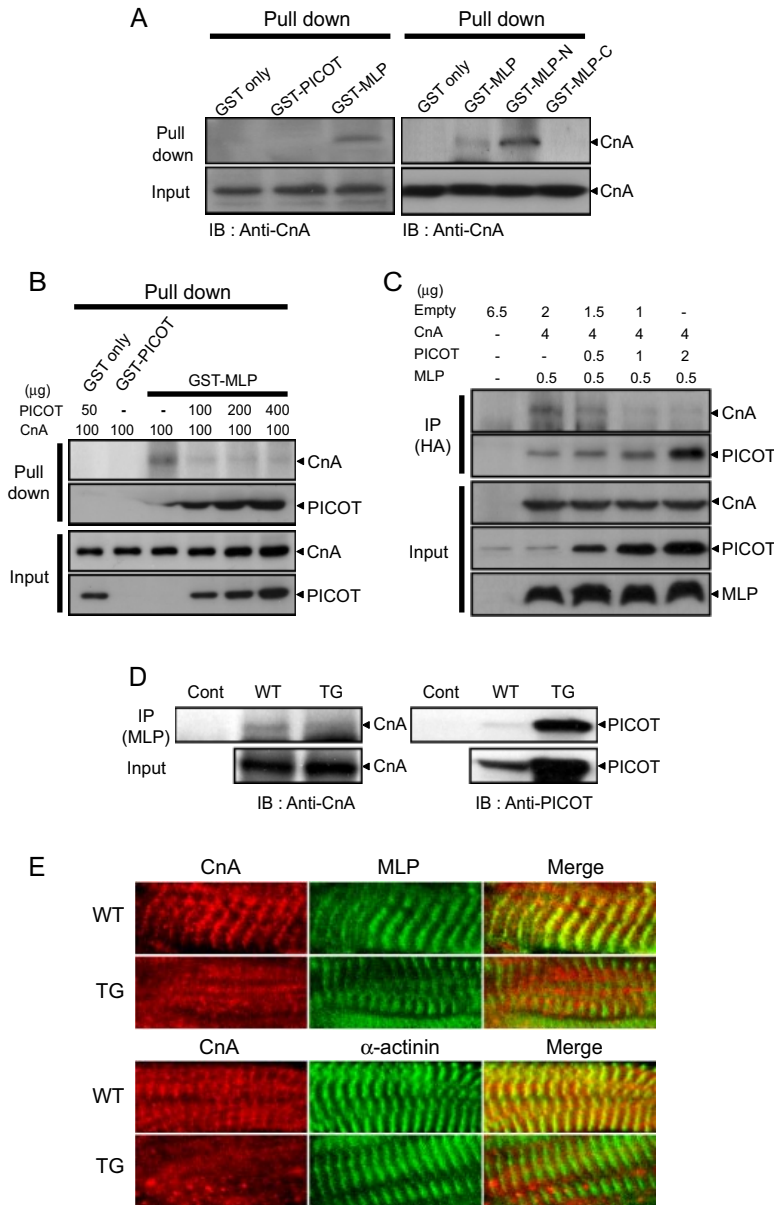 A
Pull down
Pull down
GST only
GST-PICOT
GST-MLP
GST only
GST-MLP
GST-MLP-N
GST-MLP-C
Pull down
CnA
Input
CnA
IB : Anti-CnA
IB : Anti-CnA
B
Pull down
GST only
GST-PICOT
GST-MLP
(μg)
PICOT 50 - - 100 200 400
CnA 100 100 100 100 100 100
Pull down
CnA
PICOT
Input
CnA
PICOT
C
(μg)
Empty 6.5 2 1.5 1 -
CnA - 4 4 4 4
PICOT - - 0.5 1 2
MLP - 0.5 0.5 0.5 0.5
IP (HA)
CnA
PICOT
Input
CnA
PICOT
MLP
D
Cont WT TG
Cont WT TG
IP (MLP)
CnA
PICOT
Input
CnA
PICOT
IB : Anti-CnA
IB : Anti-PICOT
E
CnA MLP Merge
WT
TG
CnA α-actinin Merge
WT
TG